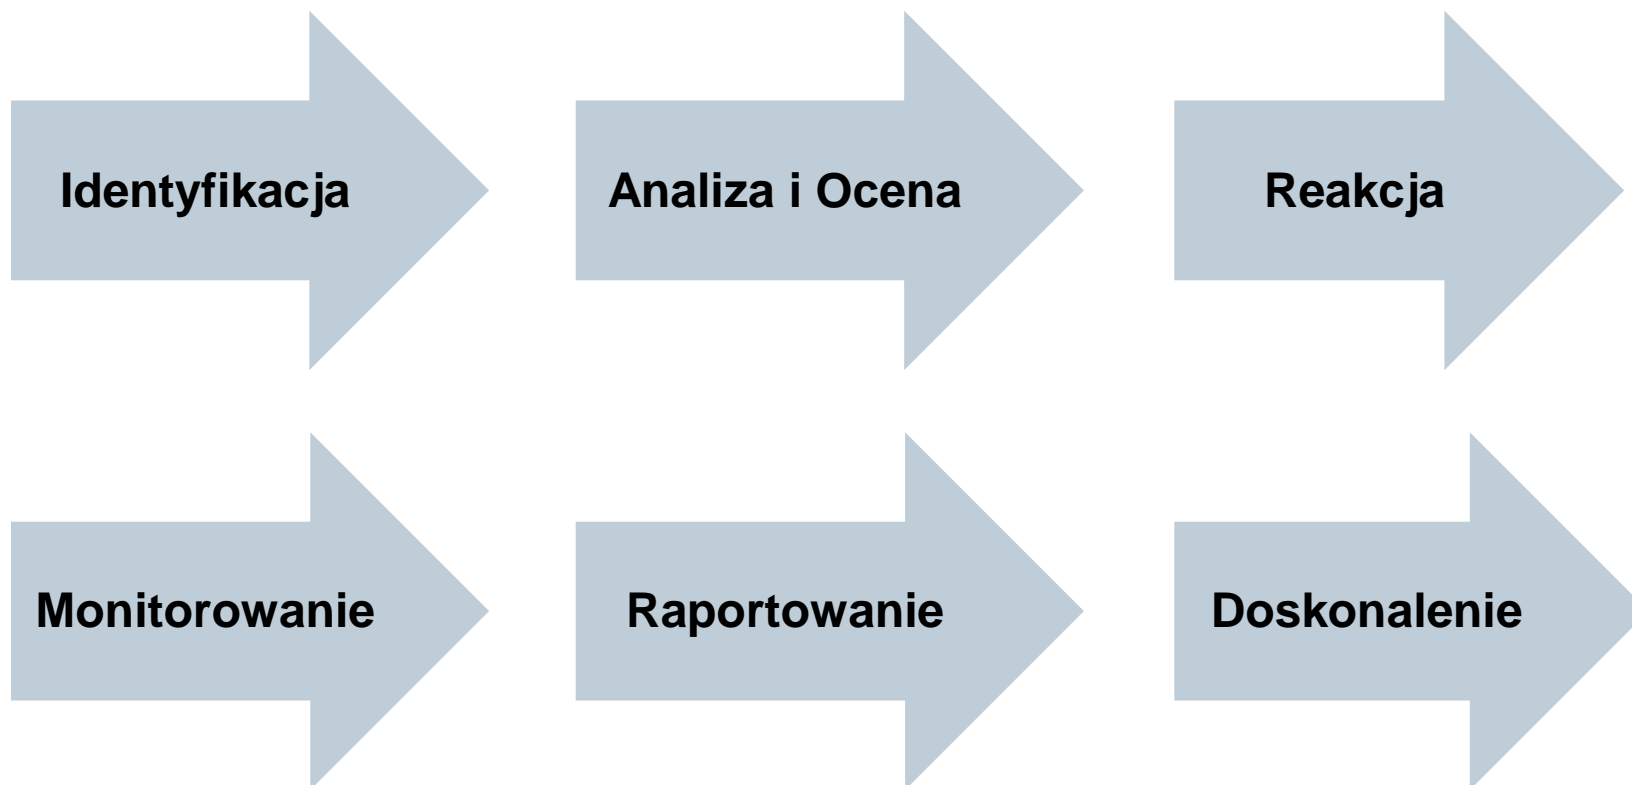 Identyfikacja
Analiza i Ocena
Reakcja
Monitorowanie
Raportowanie
Doskonalenie